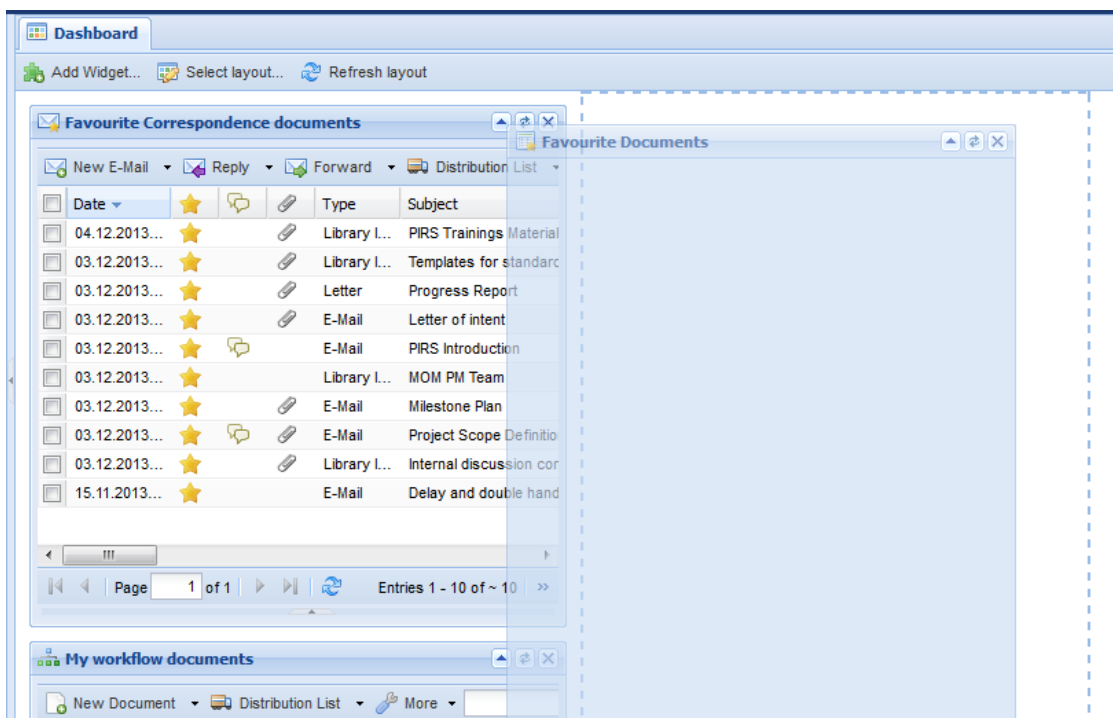 Dashboard
Add Widget... Select layout... Refresh layout
Favourite Correspondence documents
Favourite Documents
New E-Mail Reply Forward Distribution List
Date Type Subject
04.12.2013... Library I... PIRS Trainings Material
03.12.2013... Library I... Templates for standard
03.12.2013... Letter Progress Report
03.12.2013... E-Mail Letter of intent
03.12.2013... E-Mail PIRS Introduction
03.12.2013... Library I... MOM PM Team
03.12.2013... E-Mail Milestone Plan
03.12.2013... E-Mail Project Scope Definitio
03.12.2013... Library I... Internal discussion cor
15.11.2013... E-Mail Delay and double hand
Page 1 of 1 Entries 1 - 10 of ~ 10 »
My workflow documents
New Document Distribution List More